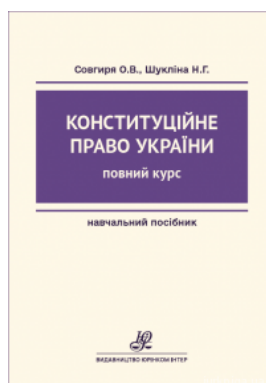 Совгиря О.В., Шукліна Н.Г.
КОНСТИТУЦІЙНЕ
ПРАВО УКРАЇНИ
повний курс
навчальний посібник
ВИДАВНИЦТВО ЮРІНКОМ ІНТЕР